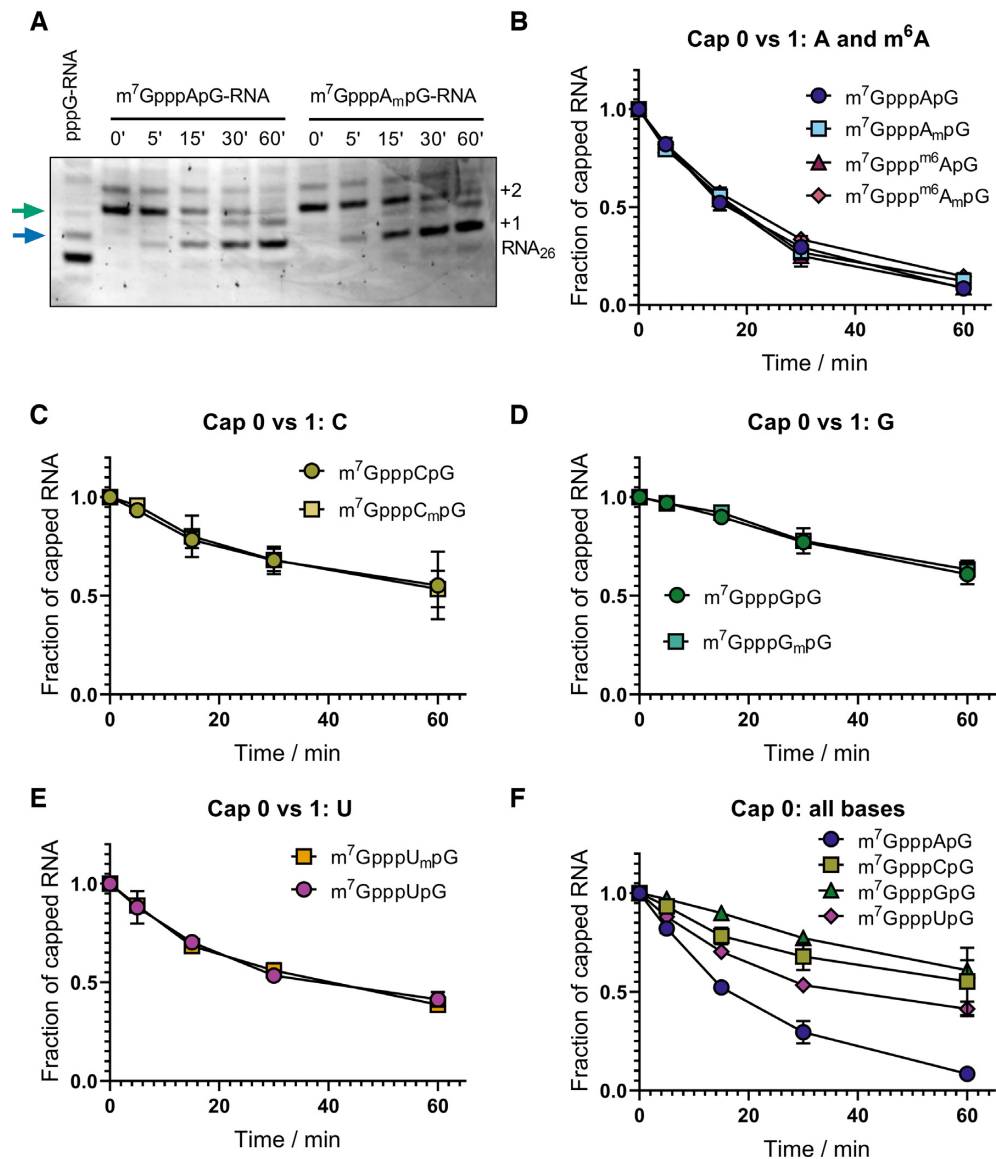 A
pppG-RNA
m⁷GpppApG-RNA
m⁷GpppAₘpG-RNA
0' 5' 15' 30' 60' 0' 5' 15' 30' 60'
+2
+1
RNA₂₆
B
Cap 0 vs 1: A and m⁶A
Fraction of capped RNA
1.0
0.5
0.0
0 20 40 60
Time / min
m⁷GpppApG
m⁷GpppAₘpG
m⁷Gpppᵐ⁶ApG
m⁷Gpppᵐ⁶AₘpG
C
Cap 0 vs 1: C
Fraction of capped RNA
1.0
0.5
0.0
0 20 40 60
Time / min
m⁷GpppCpG
m⁷GpppCₘpG
D
Cap 0 vs 1: G
Fraction of capped RNA
1.0
0.5
0.0
0 20 40 60
Time / min
m⁷GpppGpG
m⁷GpppGₘpG
E
Cap 0 vs 1: U
Fraction of capped RNA
1.0
0.5
0.0
0 20 40 60
Time / min
m⁷GpppUₘpG
m⁷GpppUpG
F
Cap 0: all bases
Fraction of capped RNA
1.0
0.5
0.0
0 20 40 60
Time / min
m⁷GpppApG
m⁷GpppCpG
m⁷GpppGpG
m⁷GpppUpG